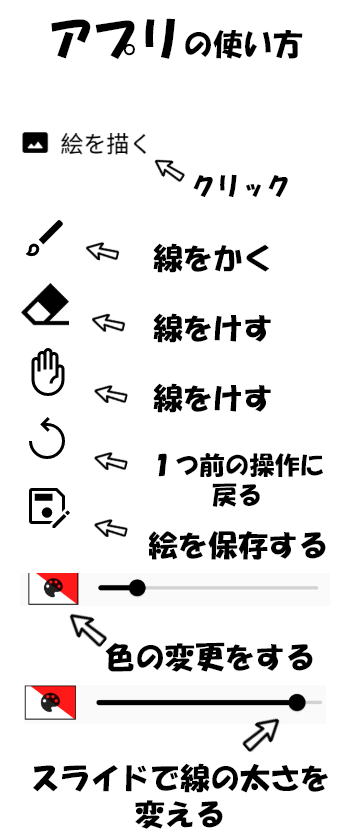 アプリの使い方
絵を描く
クリック
線をかく
線をけす
線をけす
1つ前の操作に
戻る
絵を保存する
色の変更をする
スライドで線の太さを
変える